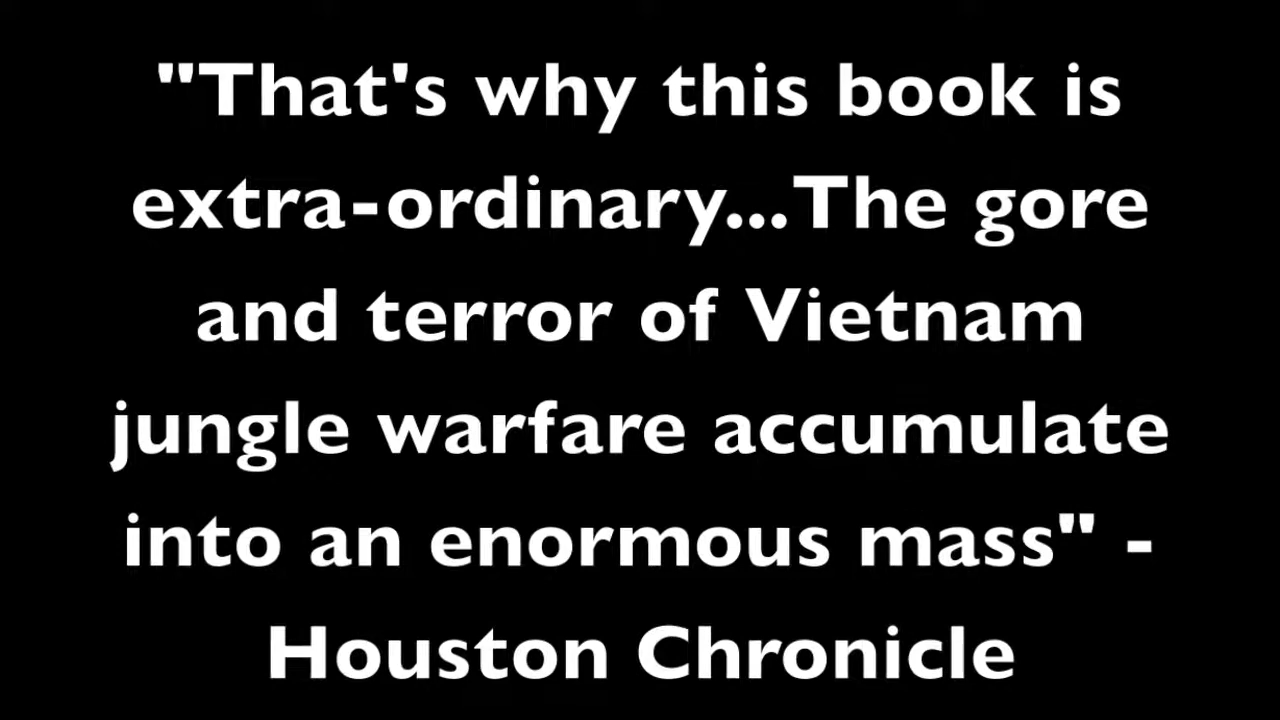 "That's why this book is
extra-ordinary...The gore
and terror of Vietnam
jungle warfare accumulate
into an enormous mass" -
Houston Chronicle